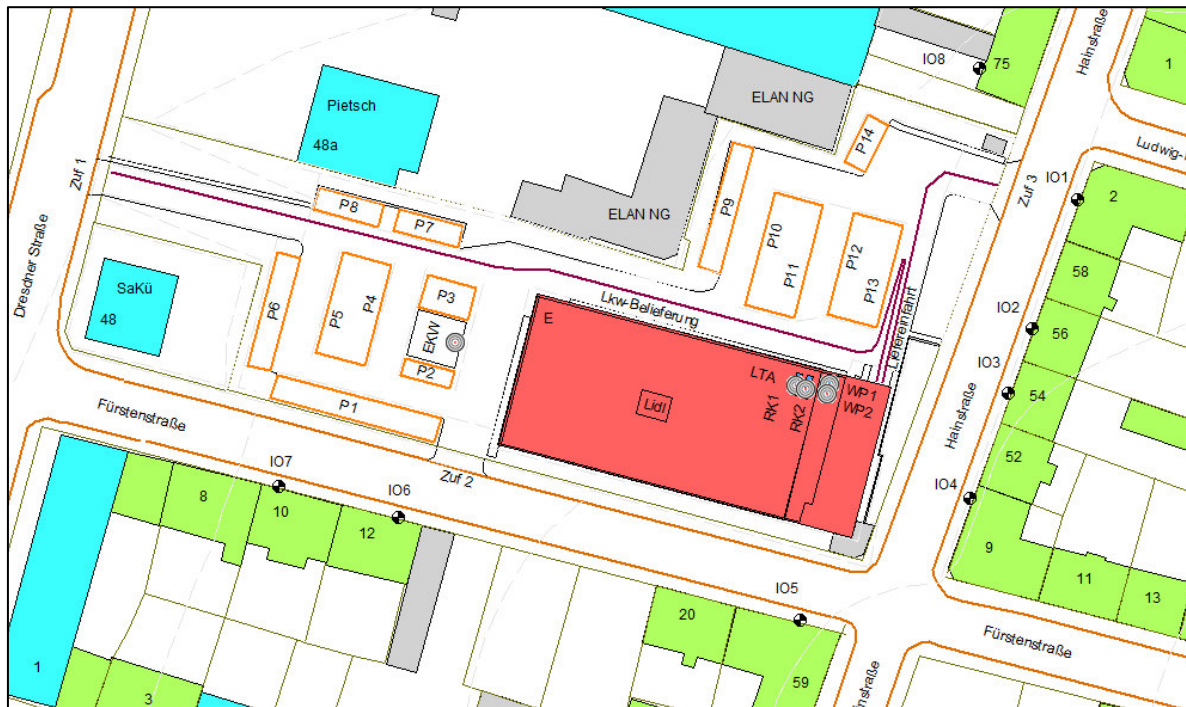 IO8
75
1
ELAN NG
Hainstraße
Pietsch
48a
P14
Ludwig-
Zuf 1
IO1
2
Zuf 3
P8
P7
ELAN NG
P9
P10
P11
P12
P13
58
Dresdner Straße
SaKü
48
P6
P5
P4
P3
EKW
P2
E
Lkw-Belieferung
Liefereinfahrt
IO2
56
IO3
54
LTA
WP1
WP2
RK1
RK2
Lidl
P1
Hainstraße
52
Fürstenstraße
IO7
Zuf 2
IO4
8
10
IO6
12
9
11
13
IO5
20
Fürstenstraße
1
3
59
nstraße